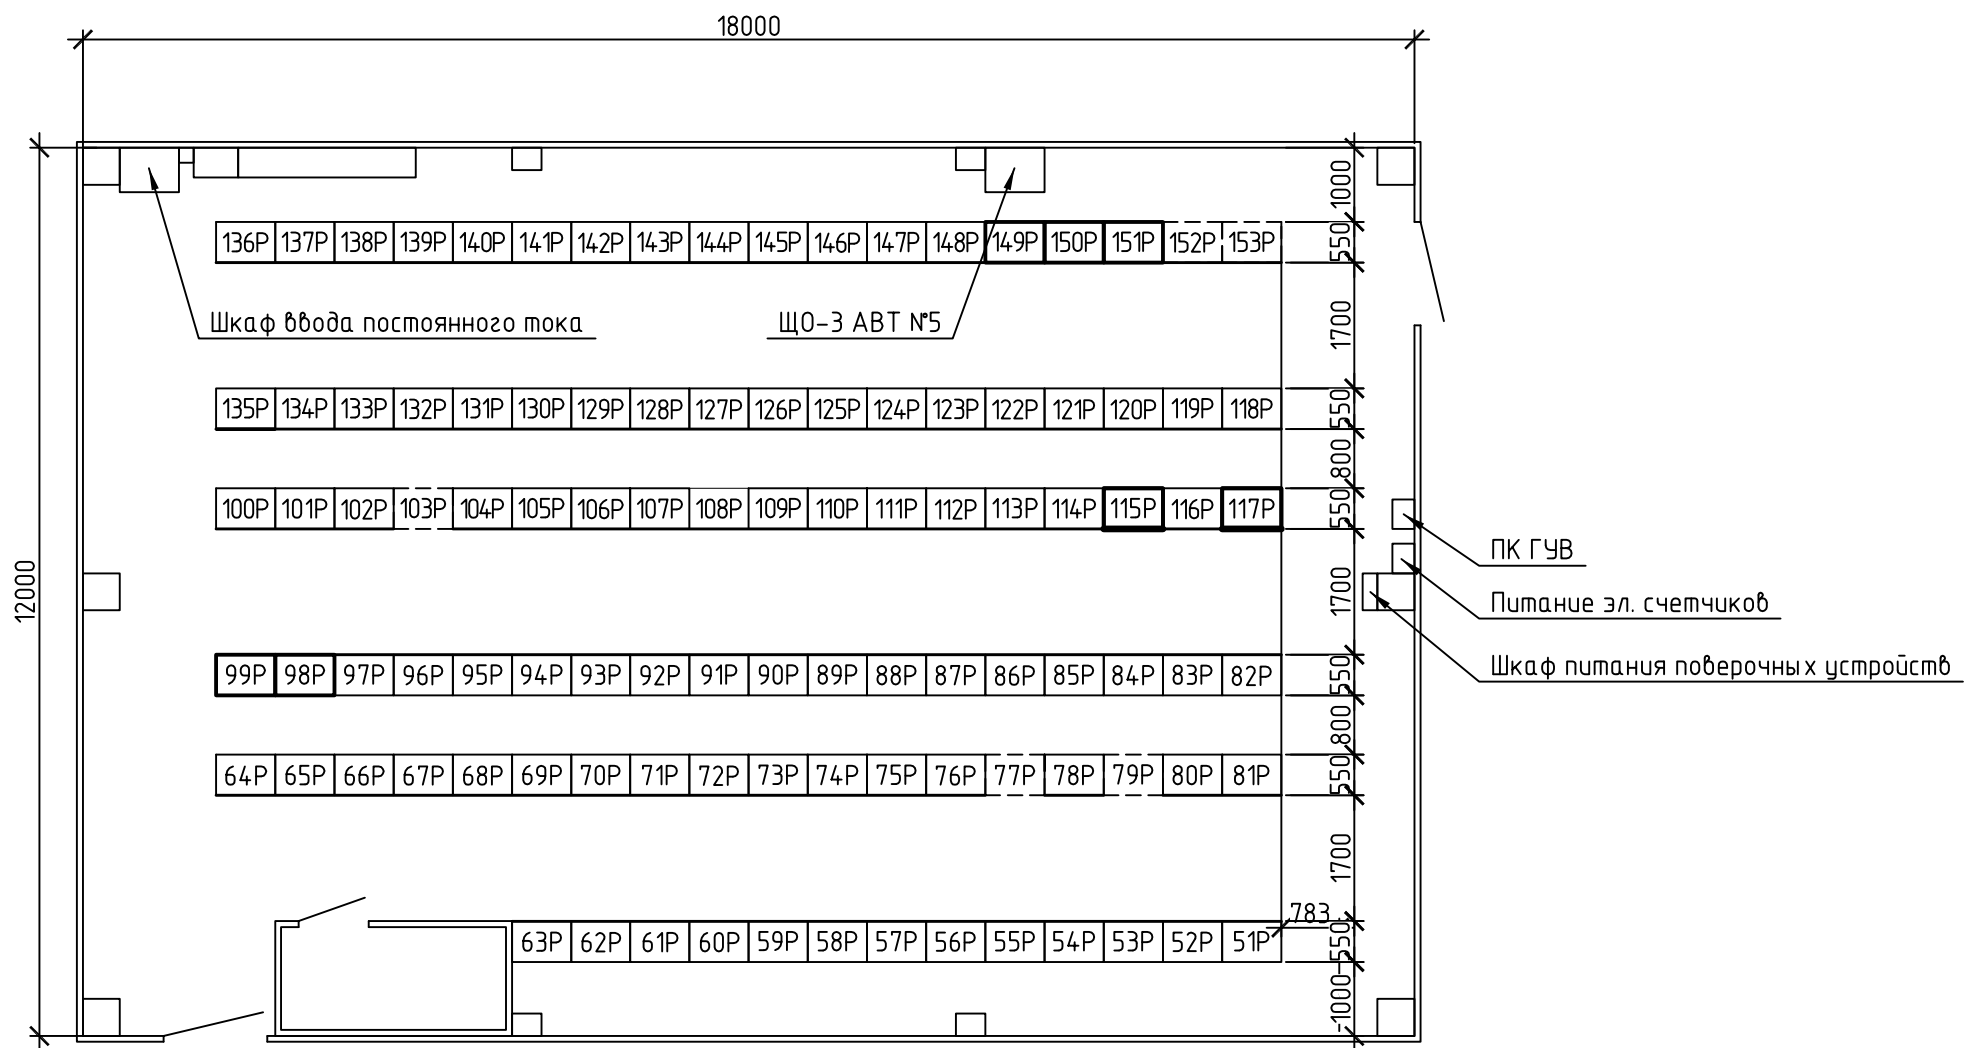 18000
1000
136Р 137Р 138Р 139Р 140Р 141Р 142Р 143Р 144Р 145Р 146Р 147Р 148Р 149Р 150Р 151Р 152Р 153Р
550
Шкаф ввода постоянного тока
ЩО-3 АВТ №5
1700
135Р 134Р 133Р 132Р 131Р 130Р 129Р 128Р 127Р 126Р 125Р 124Р 123Р 122Р 121Р 120Р 119Р 118Р
550
800
100Р 101Р 102Р 103Р 104Р 105Р 106Р 107Р 108Р 109Р 110Р 111Р 112Р 113Р 114Р 115Р 116Р 117Р
550
ПК ГУВ
12000
1700
Питание эл. счетчиков
Шкаф питания поверочных устройств
99Р 98Р 97Р 96Р 95Р 94Р 93Р 92Р 91Р 90Р 89Р 88Р 87Р 86Р 85Р 84Р 83Р 82Р
550
800
64Р 65Р 66Р 67Р 68Р 69Р 70Р 71Р 72Р 73Р 74Р 75Р 76Р 77Р 78Р 79Р 80Р 81Р
550
1700
783
63Р 62Р 61Р 60Р 59Р 58Р 57Р 56Р 55Р 54Р 53Р 52Р 51Р
550
1000